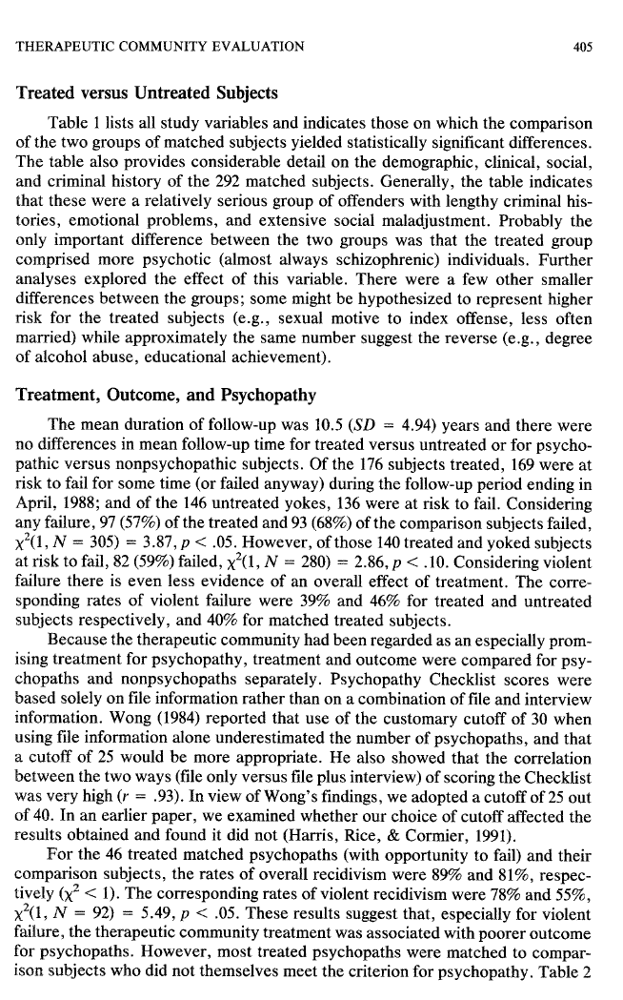 THERAPEUTIC COMMUNITY EVALUATION 405
Treated versus Untreated Subjects
Table 1 lists all study variables and indicates those on which the comparison
of the two groups of matched subjects yielded statistically significant differences.
The table also provides considerable detail on the demographic, clinical, social,
and criminal history of the 292 matched subjects. Generally, the table indicates
that these were a relatively serious group of offenders with lengthy criminal his-
tories, emotional problems, and extensive social maladjustment. Probably the
only important difference between the two groups was that the treated group
comprised more psychotic (almost always schizophrenic) individuals. Further
analyses explored the effect of this variable. There were a few other smaller
differences between the groups; some might be hypothesized to represent higher
risk for the treated subjects (e.g., sexual motive to index offense, less often
married) while approximately the same number suggest the reverse (e.g., degree
of alcohol abuse, educational achievement).
Treatment, Outcome, and Psychopathy
The mean duration of follow-up was 10.5 (SD = 4.94) years and there were
no differences in mean follow-up time for treated versus untreated or for psycho-
pathic versus nonpsychopathic subjects. Of the 176 subjects treated, 169 were at
risk to fail for some time (or failed anyway) during the follow-up period ending in
April, 1988; and of the 146 untreated yokes, 136 were at risk to fail. Considering
any failure, 97 (57%) of the treated and 93 (68%) of the comparison subjects failed,
χ²(1, N = 305) = 3.87, p < .05. However, of those 140 treated and yoked subjects
at risk to fail, 82 (59%) failed, χ²(1, N = 280) = 2.86, p < .10. Considering violent
failure there is even less evidence of an overall effect of treatment. The corre-
sponding rates of violent failure were 39% and 46% for treated and untreated
subjects respectively, and 40% for matched treated subjects.
Because the therapeutic community had been regarded as an especially prom-
ising treatment for psychopathy, treatment and outcome were compared for psy-
chopaths and nonpsychopaths separately. Psychopathy Checklist scores were
based solely on file information rather than on a combination of file and interview
information. Wong (1984) reported that use of the customary cutoff of 30 when
using file information alone underestimated the number of psychopaths, and that
a cutoff of 25 would be more appropriate. He also showed that the correlation
between the two ways (file only versus file plus interview) of scoring the Checklist
was very high (r = .93). In view of Wong's findings, we adopted a cutoff of 25 out
of 40. In an earlier paper, we examined whether our choice of cutoff affected the
results obtained and found it did not (Harris, Rice, & Cormier, 1991).
For the 46 treated matched psychopaths (with opportunity to fail) and their
comparison subjects, the rates of overall recidivism were 89% and 81%, respec-
tively (χ² < 1). The corresponding rates of violent recidivism were 78% and 55%,
χ²(1, N = 92) = 5.49, p < .05. These results suggest that, especially for violent
failure, the therapeutic community treatment was associated with poorer outcome
for psychopaths. However, most treated psychopaths were matched to compar-
ison subjects who did not themselves meet the criterion for psychopathy. Table 2